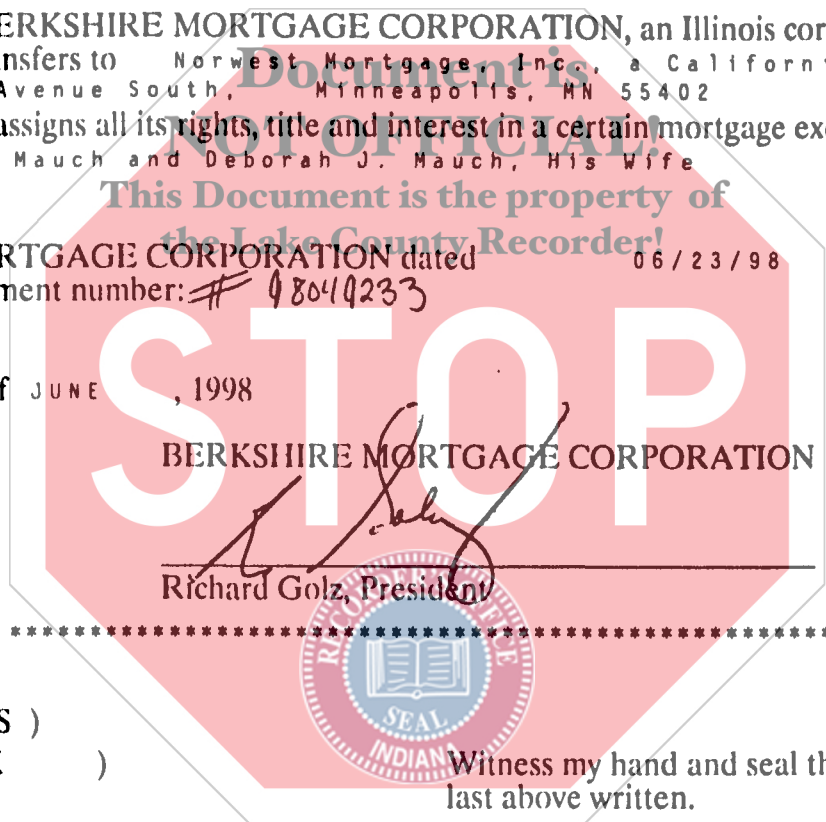 ERKSHIRE MORTGAGE CORPORATION, an Illinois cor
nsfers to Norwest Mortgage, Inc., a Californ
Avenue South, Minneapolis, MN 55402
Document is
assigns all its rights, title and interest in a certain mortgage ex
NOT OFFICIAL!
Mauch and Deborah J. Mauch, His Wife
This Document is the property of
the Lake County Recorder!
RTGAGE CORPORATION dated 06/23/98
ment number: # 98049233
STOP
f JUNE , 1998
BERKSHIRE MORTGAGE CORPORATION
Richard Golz, President
********************************************************
RECORDER'S OFFICE
SEAL
INDIANA
S )
)
Witness my hand and seal th
last above written.